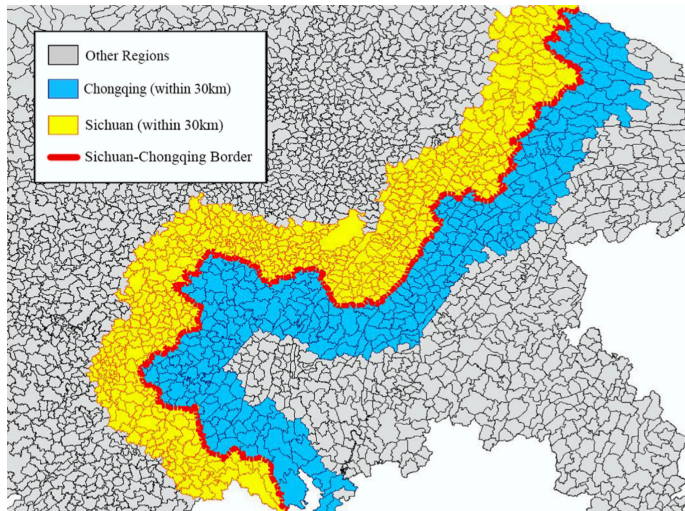 Other Regions
Chongqing (within 30km)
Sichuan (within 30km)
Sichuan-Chongqing Border